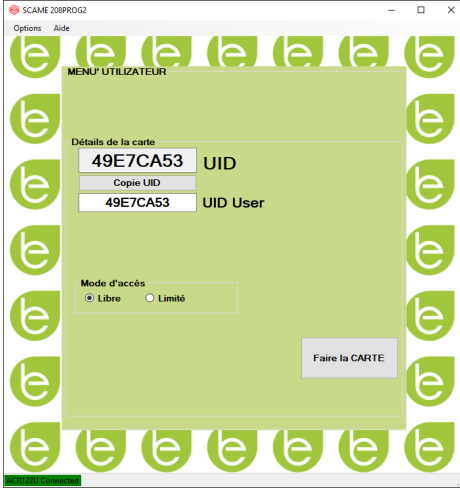 SCAME 208PROG2
Options Aide
MENU' UTILIZATEUR
Détails de la carte
49E7CA53 UID
Copie UID
49E7CA53 UID User
Mode d'accès
Libre Limité
Faire la CARTE
ACR122U Connected